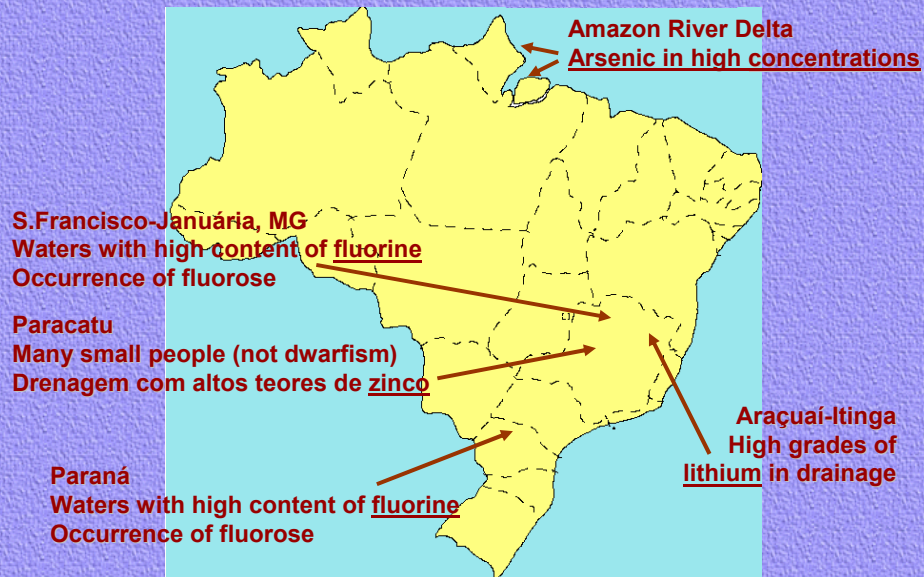 Amazon River Delta
Arsenic in high concentrations
S.Francisco-Januária, MG
Waters with high content of fluorine
Occurrence of fluorose
Paracatu
Many small people (not dwarfism)
Drenagem com altos teores de zinco
Araçuaí-Itinga
High grades of
lithium in drainage
Paraná
Waters with high content of fluorine
Occurrence of fluorose